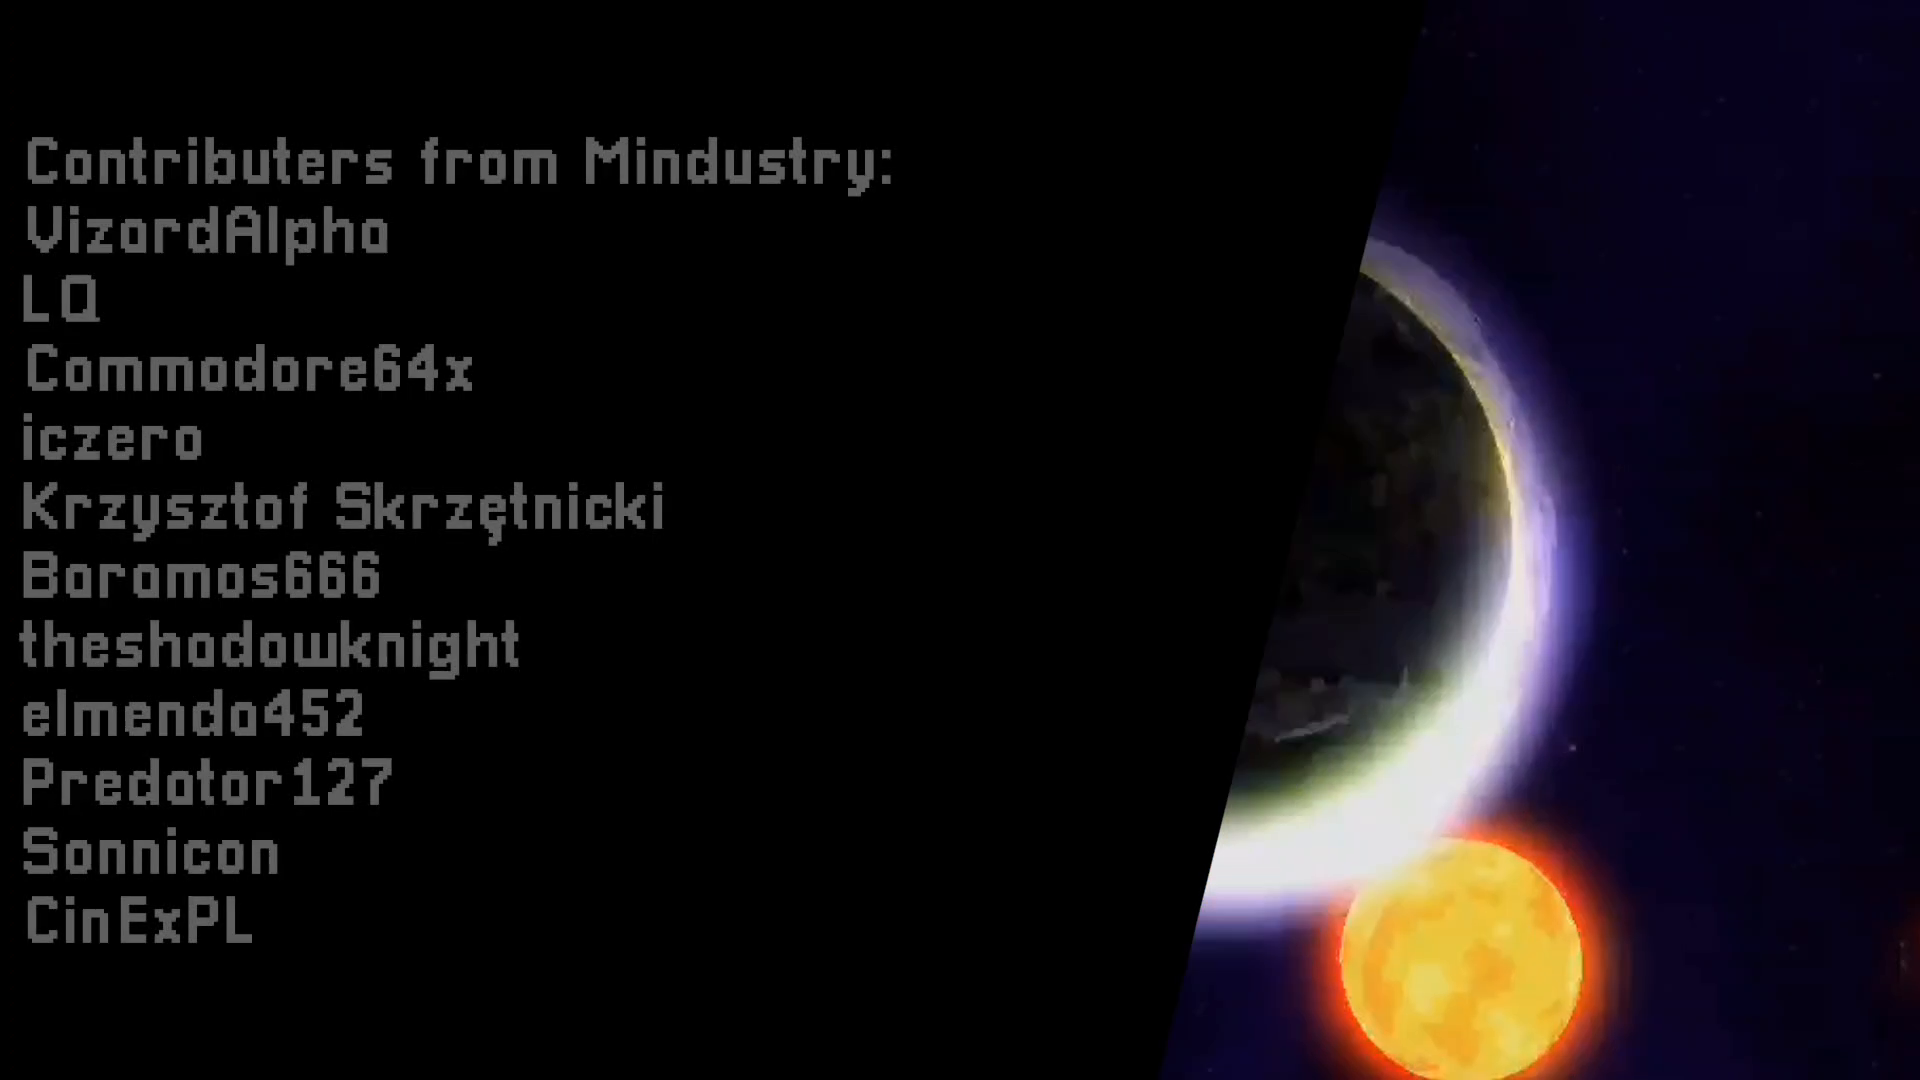 Contributers from Mindustry:
VizardAlpha
LQ
Commodore64x
iczero
Krzysztof Skrzętnicki
Baramos666
theshadowknight
elmenda452
Predator127
Sonnicon
CinExPL